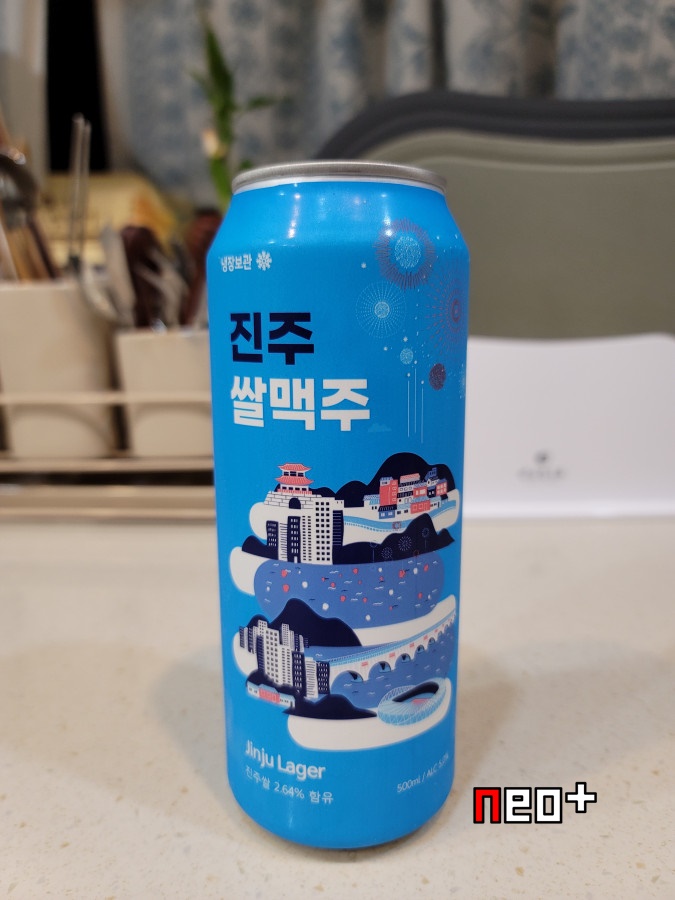 냉장보관
진주
쌀맥주
Jinju Lager
진주쌀 2.64% 함유
500mL / ALC
neo+